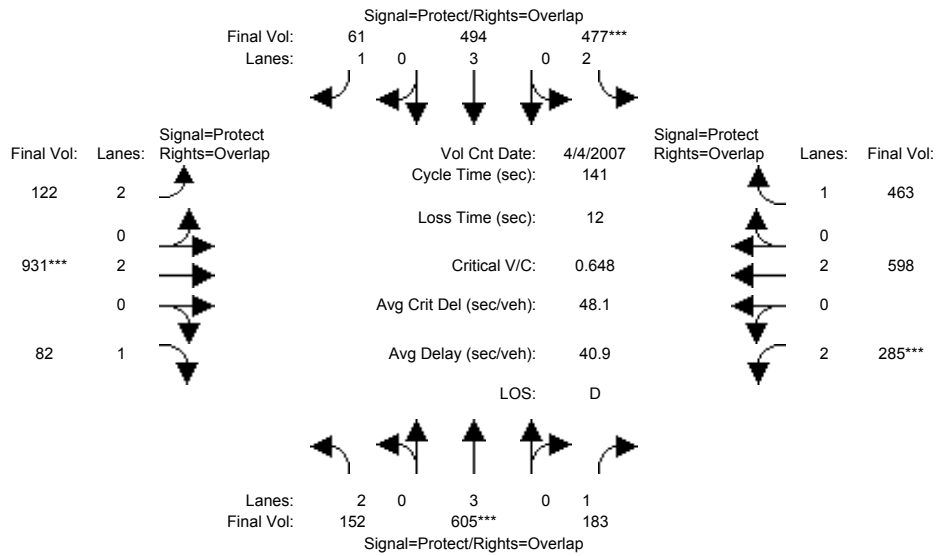 Signal=Protect/Rights=Overlap
Final Vol: 61 494 477***
Lanes: 1 0 3 0 2
Signal=Protect
Final Vol: Lanes: Rights=Overlap
Vol Cnt Date: 4/4/2007
Signal=Protect
Rights=Overlap Lanes: Final Vol:
Cycle Time (sec): 141
122 2
1 463
Loss Time (sec): 12
0
0
931*** 2
Critical V/C: 0.648
2 598
0
Avg Crit Del (sec/veh): 48.1
0
82 1
Avg Delay (sec/veh): 40.9
2 285***
LOS: D
Lanes: 2 0 3 0 1
Final Vol: 152 605*** 183
Signal=Protect/Rights=Overlap